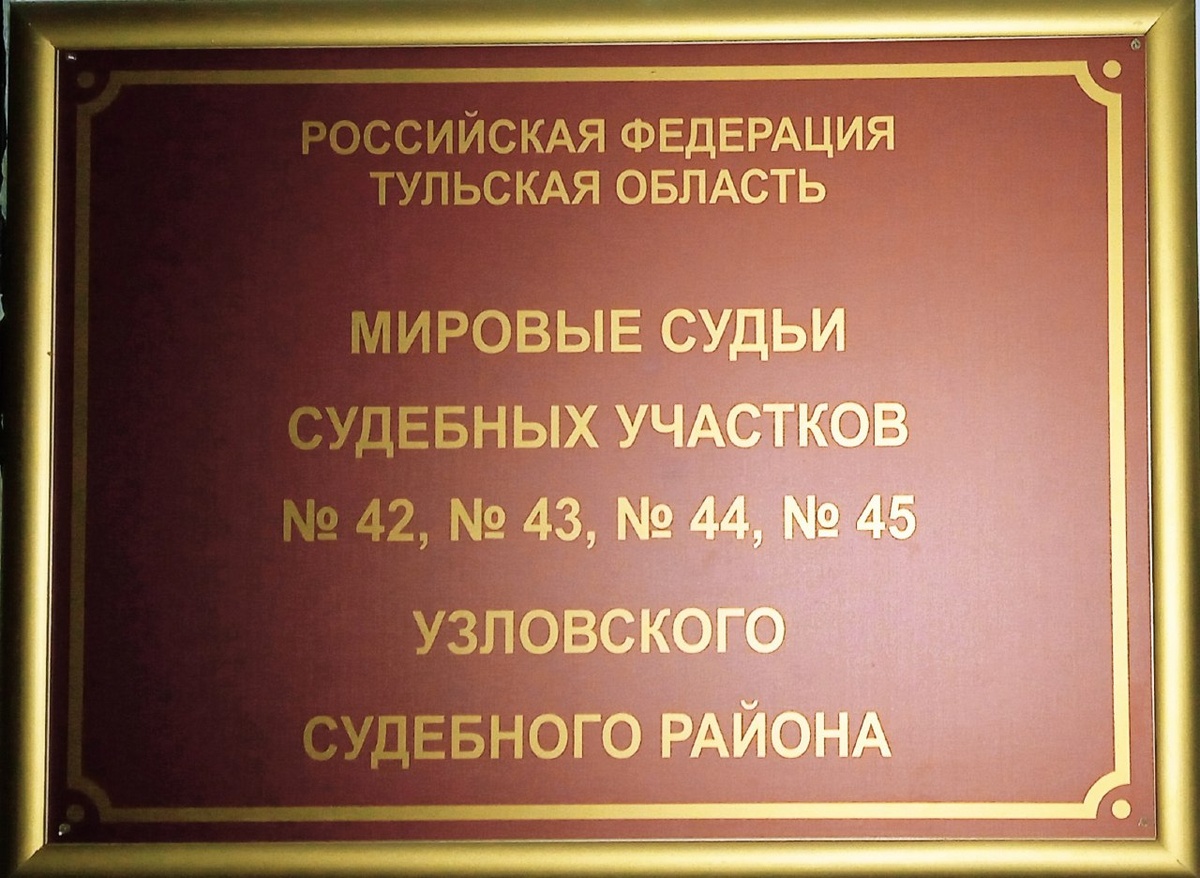 РОССИЙСКАЯ ФЕДЕРАЦИЯ
ТУЛЬСКАЯ ОБЛАСТЬ
МИРОВЫЕ СУДЬИ
СУДЕБНЫХ УЧАСТКОВ
№ 42, № 43, № 44, № 45
УЗЛОВСКОГО
СУДЕБНОГО РАЙОНА